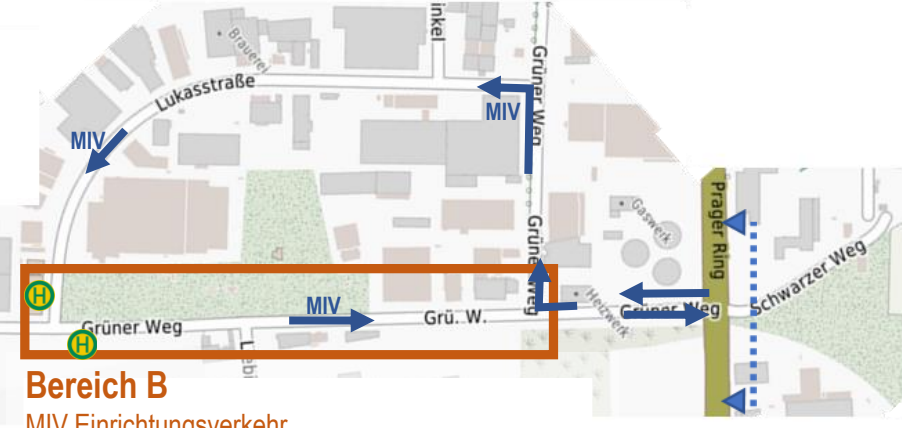 inkel
Brauerei
Grüner Weg
Lukasstraße
MIV
MIV
Prager Ring
Gaswerk
Schwarzer Weg
Grüner Weg
Heizwerk
H
MIV
Grüner Weg
Grü. W.
Grüner Weg
H
Bereich B
MIV Einrichtungsverkehr